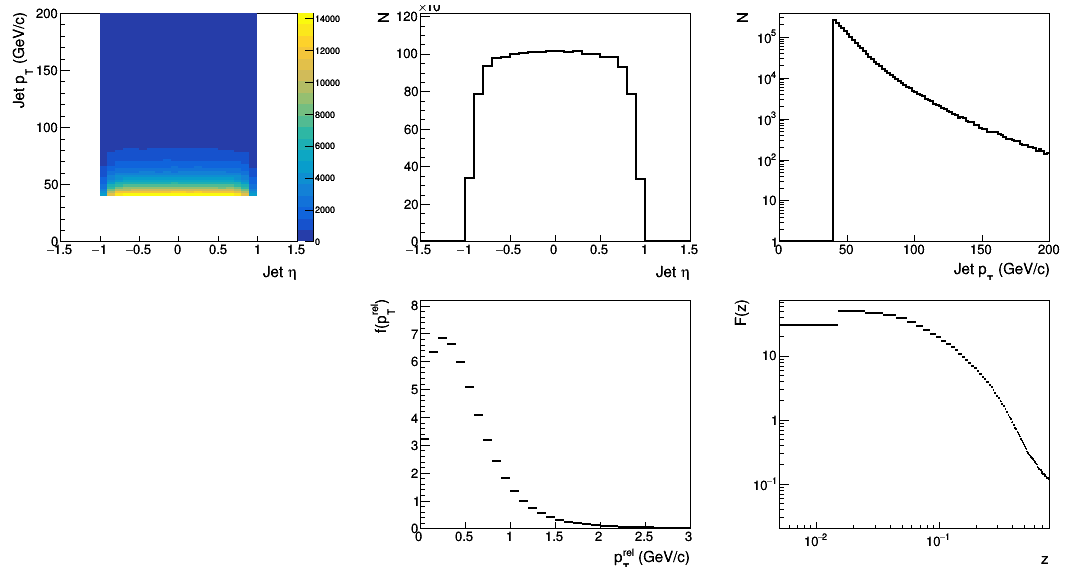 Jet p_T (GeV/c)
200
150
100
50
0
−1.5 −1 −0.5 0 0.5 1 1.5
Jet η
14000
12000
10000
8000
6000
4000
2000
0
N
120
100
80
60
40
20
0
−1.5 −1 −0.5 0 0.5 1 1.5
Jet η
N
10^5
10^4
10^3
10^2
10
1
0 50 100 150 200
Jet p_T (GeV/c)
f(p_T^rel)
8
7
6
5
4
3
2
1
0
0 0.5 1 1.5 2 2.5 3
p_T^rel (GeV/c)
F(z)
10
1
10^−1
10^−2 10^−1
z